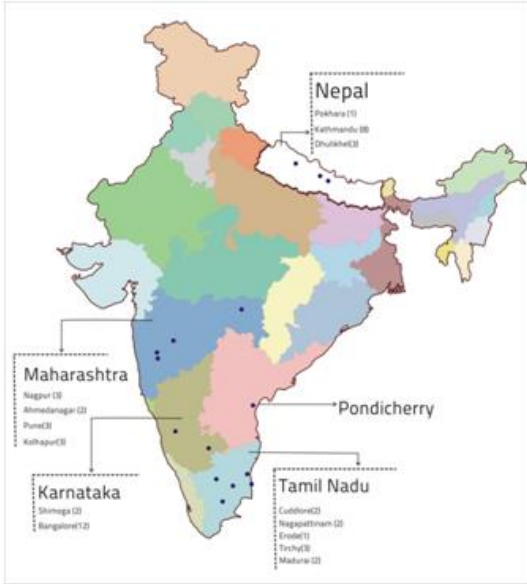 Nepal
Pokhara (1)
Kathmandu (8)
Dhulikhel(3)
Maharashtra
Nagpur (3)
Ahmedanagar (2)
Pune(3)
Kolhapur(3)
Pondicherry
Karnataka
Shimoga (2)
Bangalore(12)
Tamil Nadu
Cuddlore(2)
Nagapattinam (2)
Erode(1)
Tirchy(3)
Madurai (2)